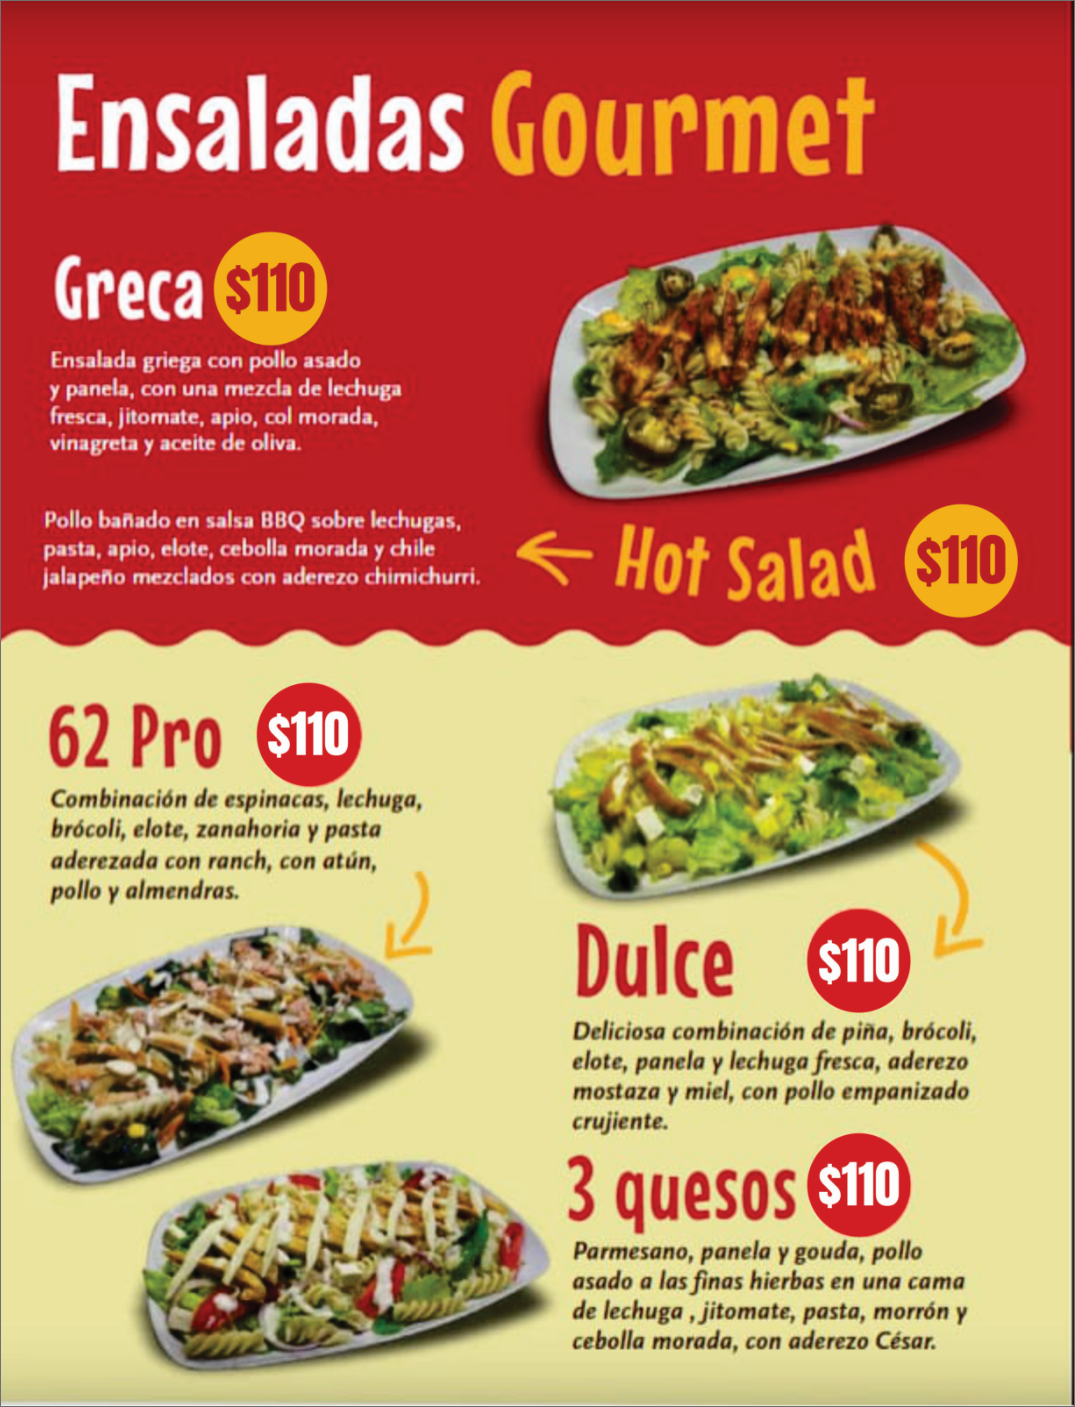 Ensaladas Gourmet
Greca $110
Ensalada griega con pollo asado
y panela, con una mezcla de lechuga
fresca, jitomate, apio, col morada,
vinagreta y aceite de oliva.
Pollo bañado en salsa BBQ sobre lechugas,
pasta, apio, elote, cebolla morada y chile
jalapeño mezclados con aderezo chimichurri.
Hot Salad $110
62 Pro $110
Combinación de espinacas, lechuga,
brócoli, elote, zanahoria y pasta
aderezada con ranch, con atún,
pollo y almendras.
Dulce $110
Deliciosa combinación de piña, brócoli,
elote, panela y lechuga fresca, aderezo
mostaza y miel, con pollo empanizado
crujiente.
3 quesos $110
Parmesano, panela y gouda, pollo
asado a las finas hierbas en una cama
de lechuga , jitomate, pasta, morrón y
cebolla morada, con aderezo César.